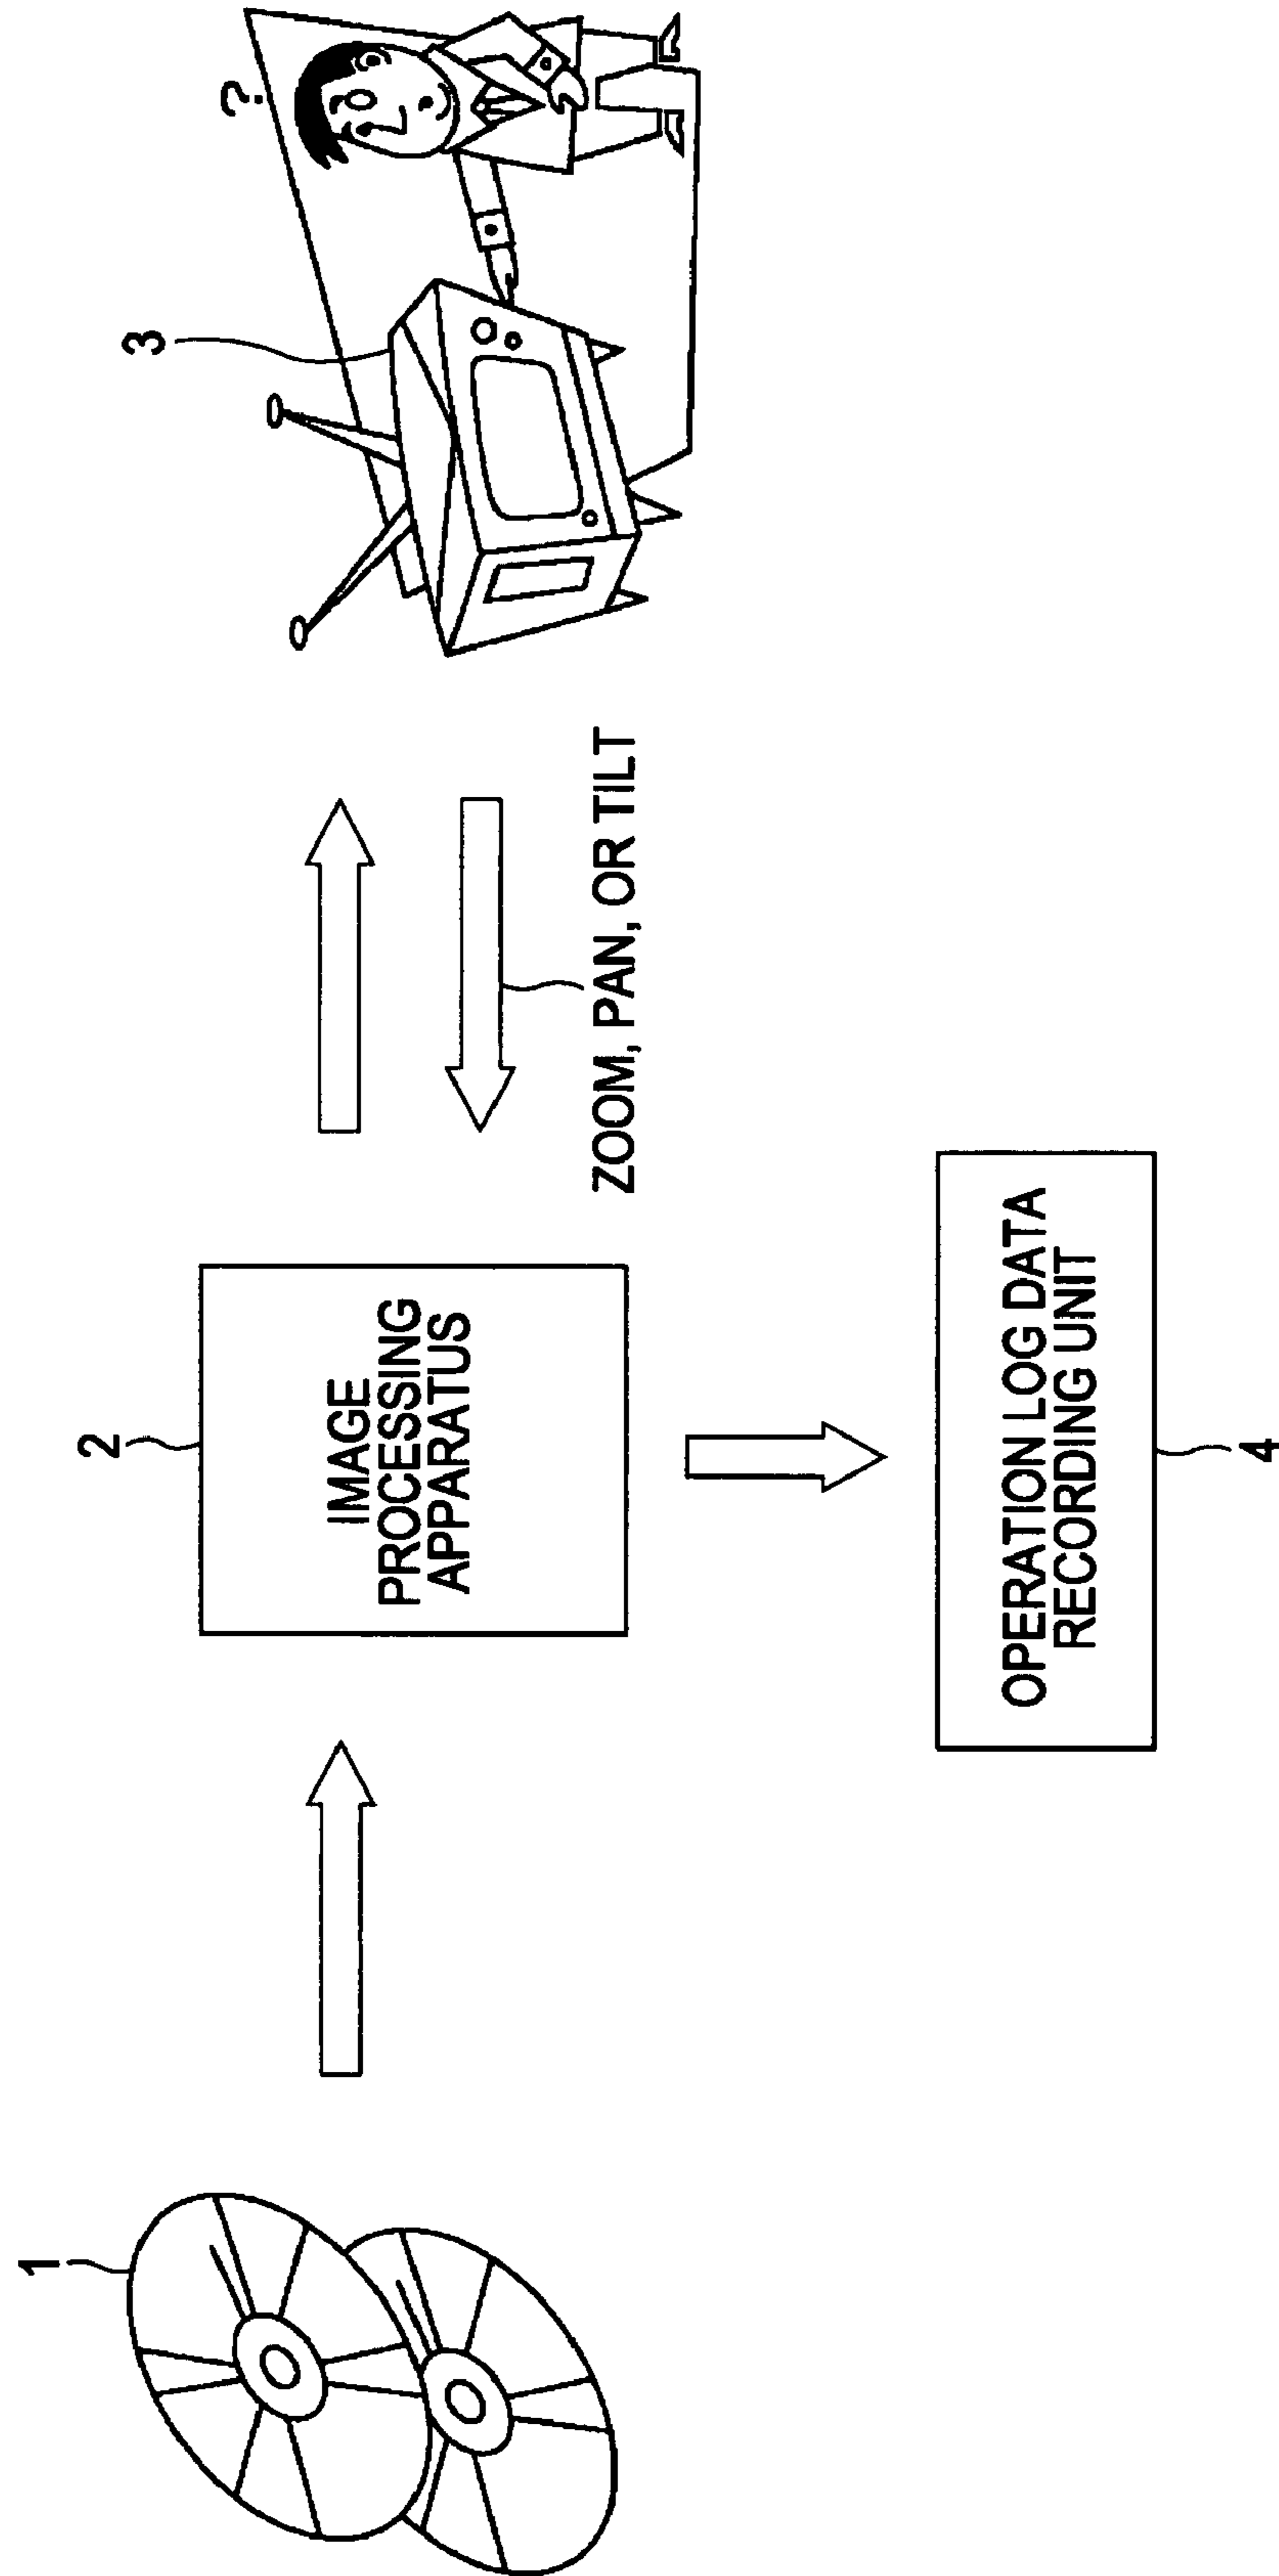 1
2
IMAGE
PROCESSING
APPARATUS
3
?
ZOOM, PAN, OR TILT
OPERATION LOG DATA
RECORDING UNIT
4